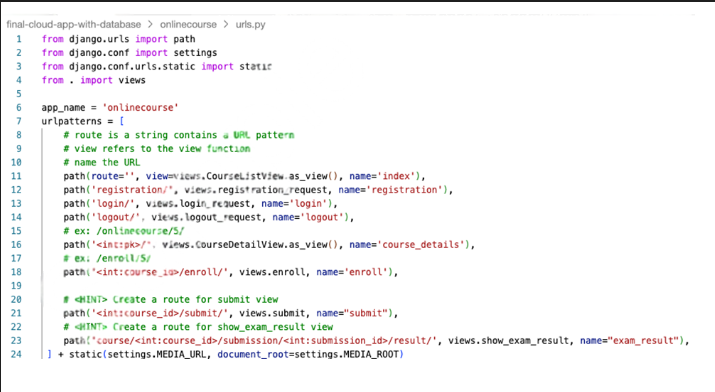 final-cloud-app-with-database > onlinecourse > urls.py
1 from django.urls import path
2 from django.conf import settings
3 from django.conf.urls.static import static
4 from . import views
5
6 app_name = 'onlinecourse'
7 urlpatterns = [
8 # route is a string contains a URL pattern
9 # view refers to the view function
10 # name the URL
11 path(route='', view=views.CourseListView.as_view(), name='index'),
12 path('registration/', views.registration_request, name='registration'),
13 path('login/', views.login_request, name='login'),
14 path('logout/', views.logout_request, name='logout'),
15 # ex: /onlinecourse/5/
16 path('<int:pk>/', views.CourseDetailView.as_view(), name='course_details'),
17 # ex: /enroll/5/
18 path('<int:course_id>/enroll/', views.enroll, name='enroll'),
19
20 # <HINT> Create a route for submit view
21 path('<int:course_id>/submit/', views.submit, name="submit"),
22 # <HINT> Create a route for show_exam_result view
23 path('course/<int:course_id>/submission/<int:submission_id>/result/', views.show_exam_result, name="exam_result"),
24 ] + static(settings.MEDIA_URL, document_root=settings.MEDIA_ROOT)